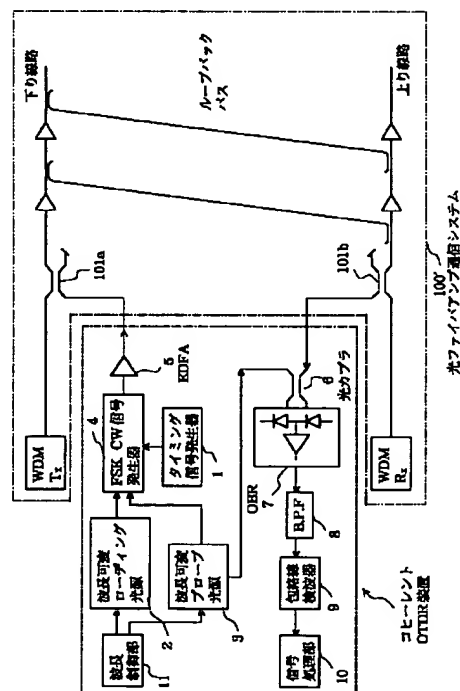 下り線路
ループバック
パス
上り線路
100'
光ファイバアンプ通信システム
101a
101b
WDM
Tx
WDM
Rx
5
EDFA
4
FSK CW信号
発生器
タイミング
信号発生器
1
波長可変
ローディング
光源
2
波長可変
プローブ
光源
3
波長
制御部
11
6
光カプラ
OHR
7
B.P.F
8
包絡線
検波器
9
信号
処理部
10
コヒーレント
OTDR装置